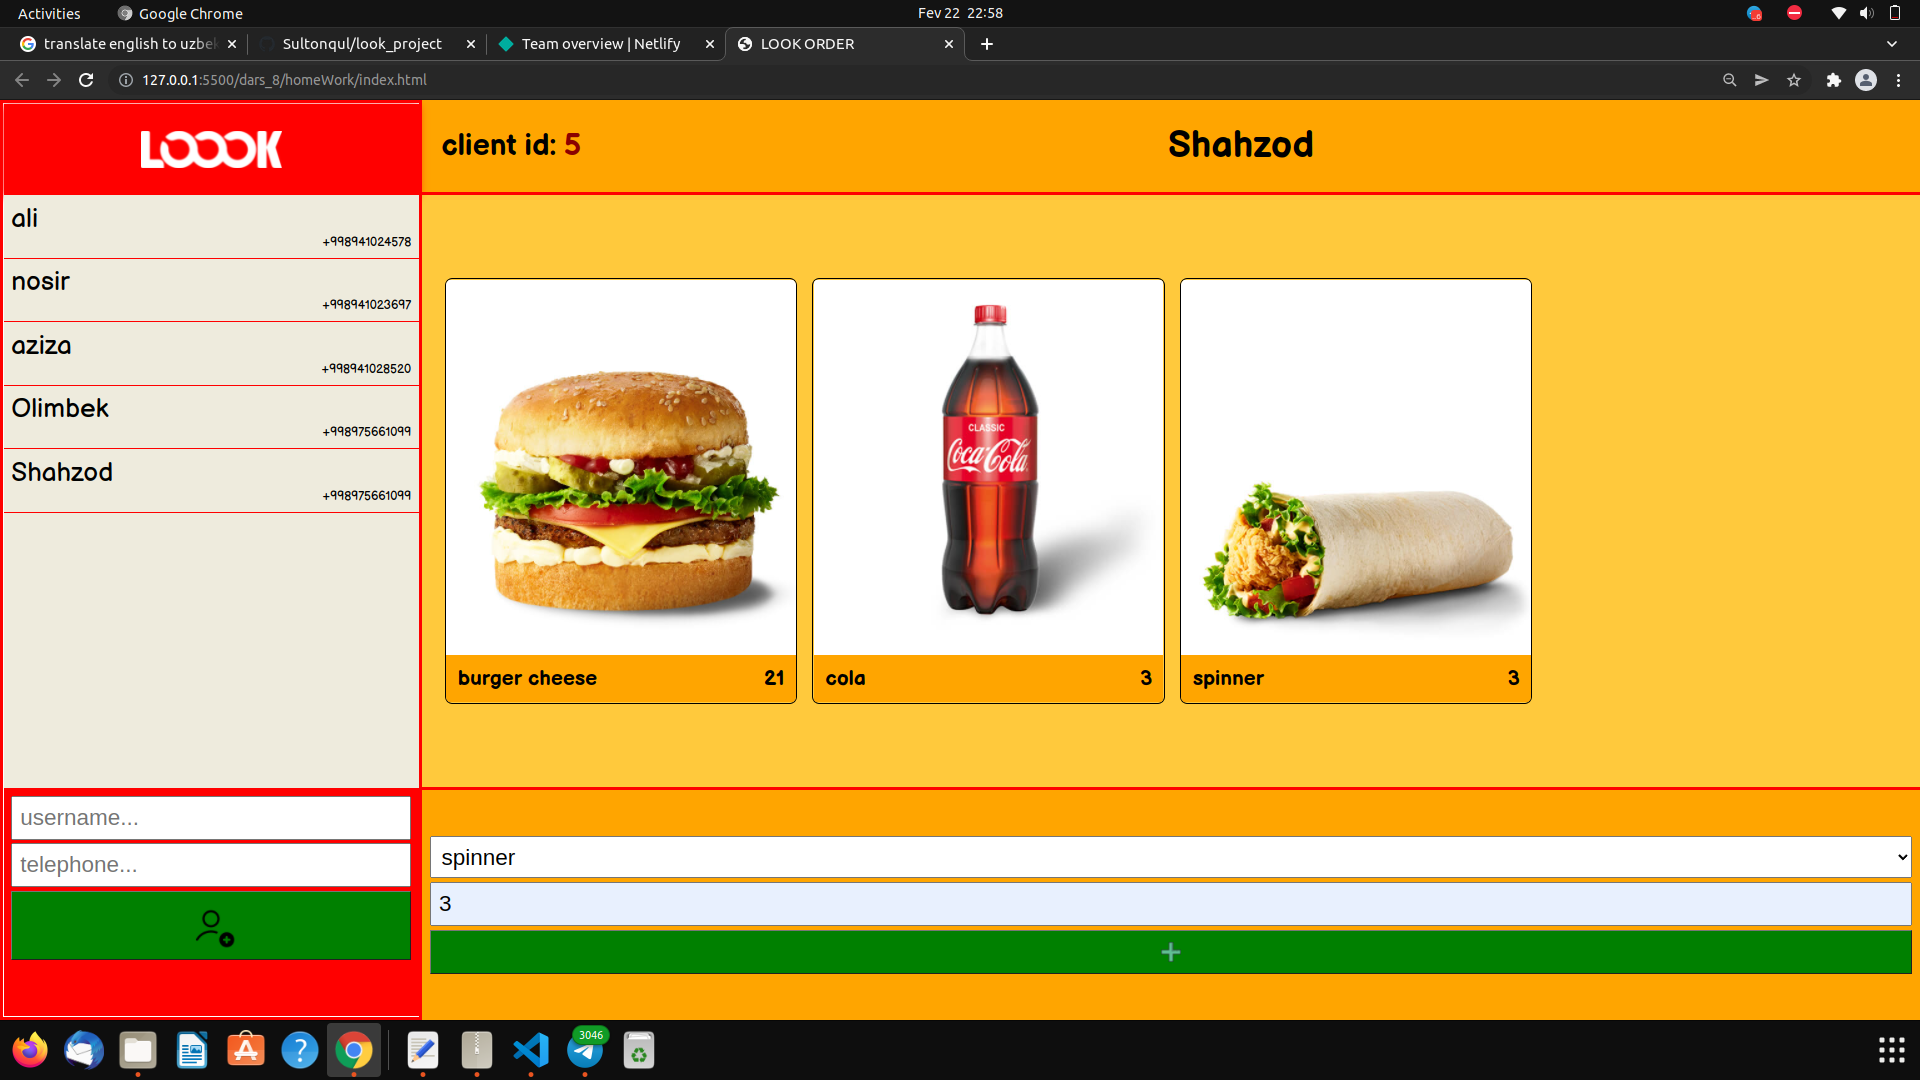 Activities
Google Chrome
Fev 22 22:58
translate english to uzbek
Sultonqul/look_project
Team overview | Netlify
LOOK ORDER
127.0.0.1:5500/dars_8/homeWork/index.html
LOOOK
client id: 5
Shahzod
ali
+998941024578
nosir
+998941023697
aziza
+998941028520
Olimbek
+998975661099
Shahzod
+998975661099
CLASSIC
Coca-Cola
burger cheese 21
cola 3
spinner 3
username...
telephone...
spinner
3
+
3046